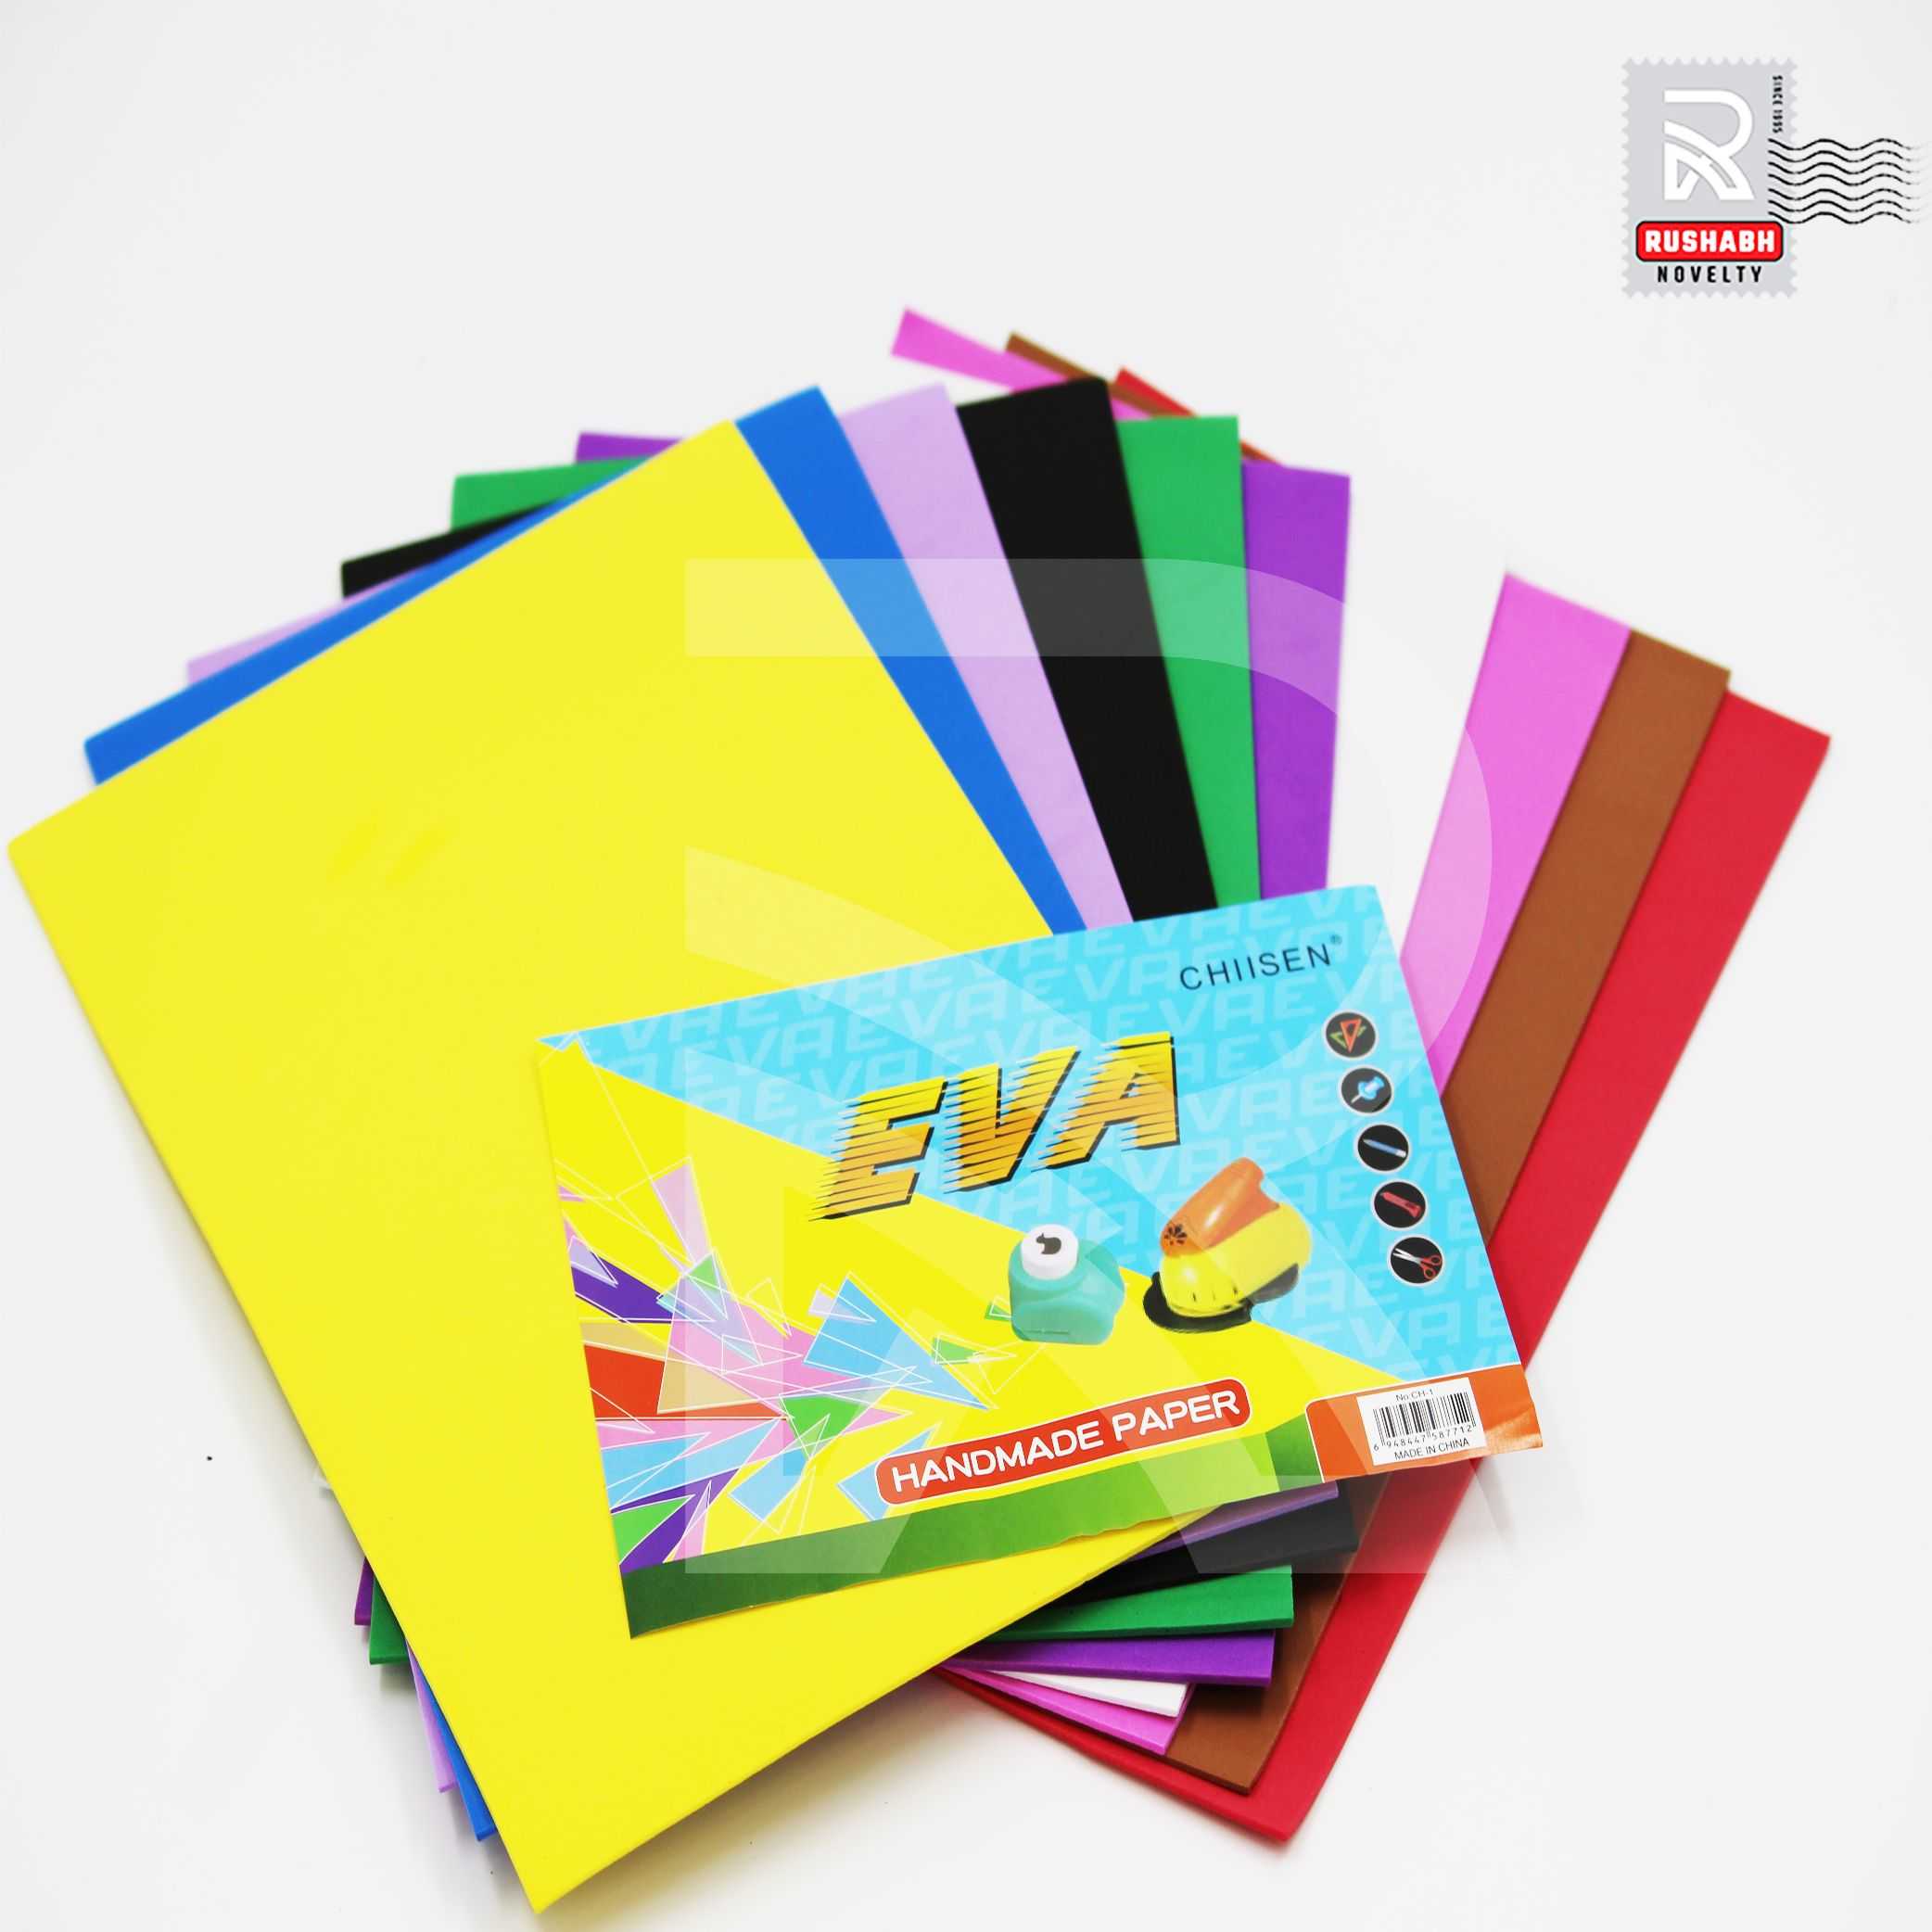 SINCE 1995
RUSHABH
NOVELTY
CHIISEN®
EVA
HANDMADE PAPER
No.CH-1
6 948447 587712
MADE IN CHINA